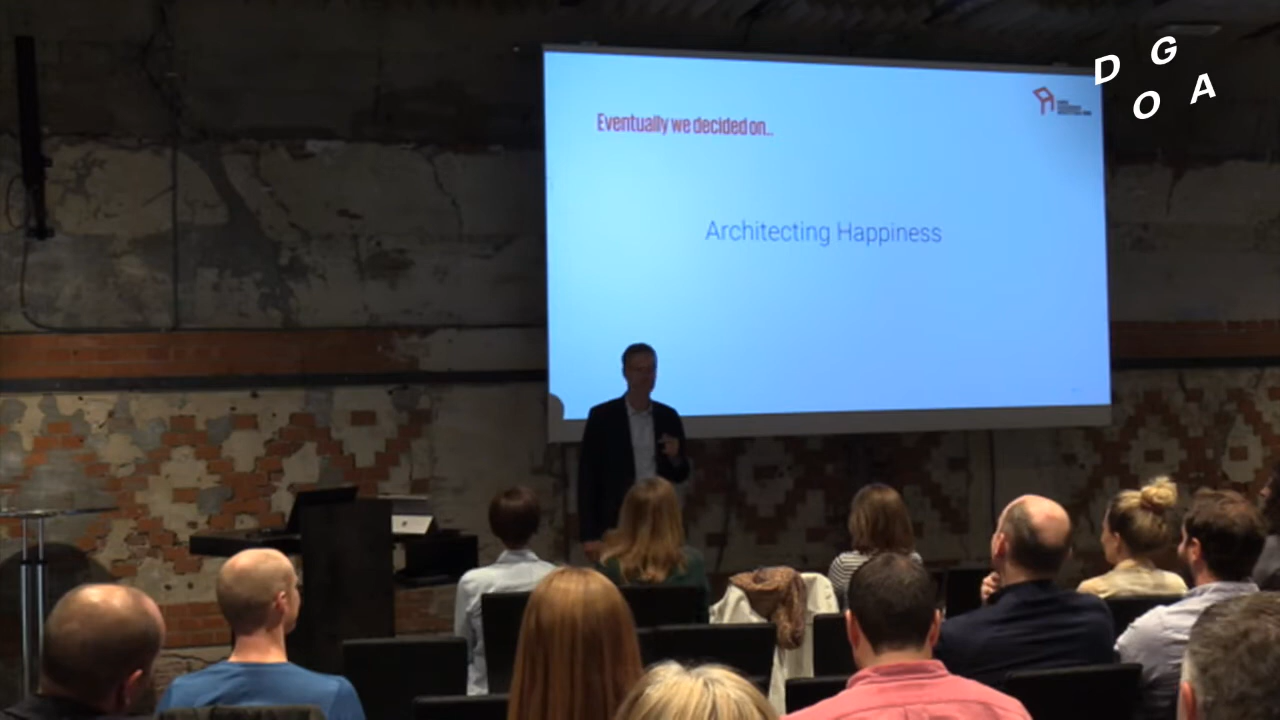 D G
O A
Eventually we decided on...
Architecting Happiness